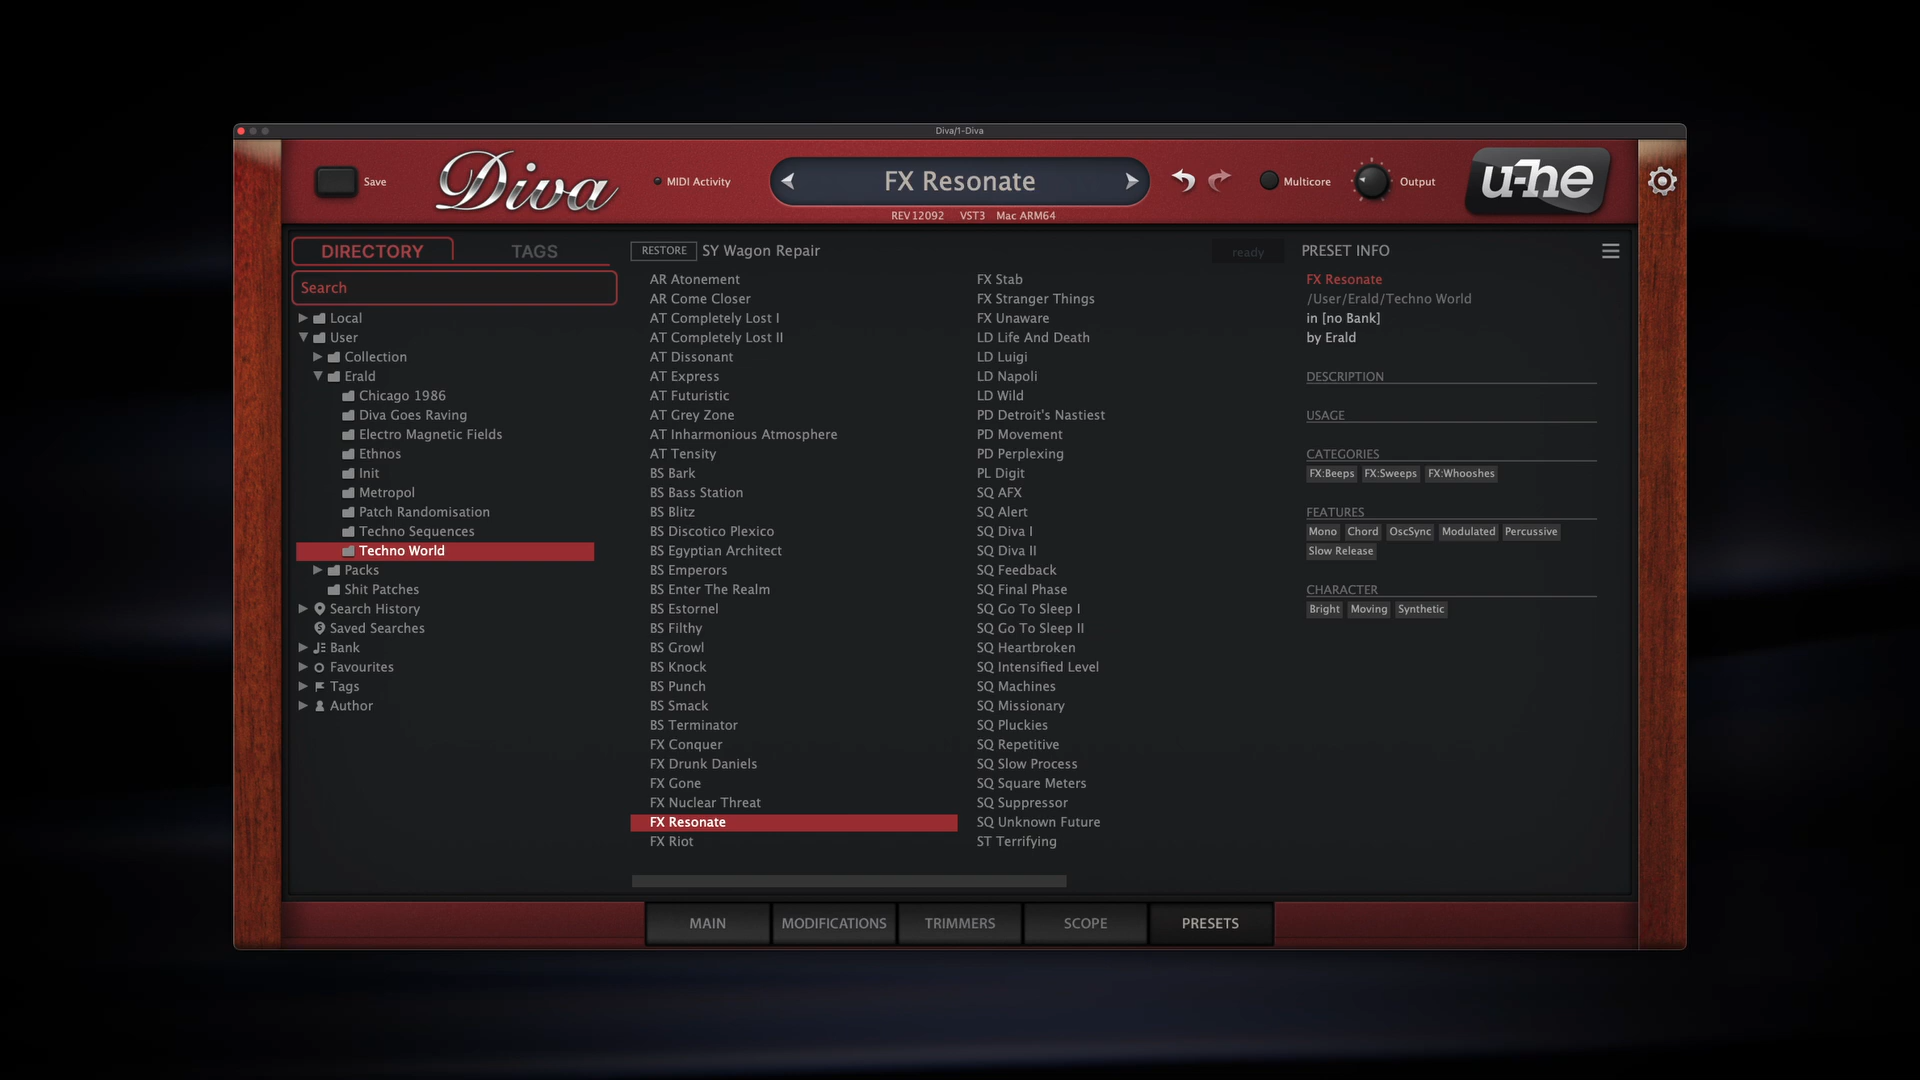 Diva/1-Diva
Save
Diva
MIDI Activity
FX Resonate
Multicore
Output
u-he
REV 12092 VST3 Mac ARM64
DIRECTORY
TAGS
Search
Local
User
Collection
Erald
Chicago 1986
Diva Goes Raving
Electro Magnetic Fields
Ethnos
Init
Metropol
Patch Randomisation
Techno Sequences
Techno World
Packs
Shit Patches
Search History
Saved Searches
Bank
Favourites
Tags
Author
RESTORE SY Wagon Repair
ready
AR Atonement
AR Come Closer
AT Completely Lost I
AT Completely Lost II
AT Dissonant
AT Express
AT Futuristic
AT Grey Zone
AT Inharmonious Atmosphere
AT Tensity
BS Bark
BS Bass Station
BS Blitz
BS Discotico Plexico
BS Egyptian Architect
BS Emperors
BS Enter The Realm
BS Estornel
BS Filthy
BS Growl
BS Knock
BS Punch
BS Smack
BS Terminator
FX Conquer
FX Drunk Daniels
FX Gone
FX Nuclear Threat
FX Resonate
FX Riot
FX Stab
FX Stranger Things
FX Unaware
LD Life And Death
LD Luigi
LD Napoli
LD Wild
PD Detroit's Nastiest
PD Movement
PD Perplexing
PL Digit
SQ AFX
SQ Alert
SQ Diva I
SQ Diva II
SQ Feedback
SQ Final Phase
SQ Go To Sleep I
SQ Go To Sleep II
SQ Heartbroken
SQ Intensified Level
SQ Machines
SQ Missionary
SQ Pluckies
SQ Repetitive
SQ Slow Process
SQ Square Meters
SQ Suppressor
SQ Unknown Future
ST Terrifying
PRESET INFO
FX Resonate
/User/Erald/Techno World
in [no Bank]
by Erald
DESCRIPTION
USAGE
CATEGORIES
FX:Beeps FX:Sweeps FX:Whooshes
FEATURES
Mono Chord OscSync Modulated Percussive
Slow Release
CHARACTER
Bright Moving Synthetic
MAIN
MODIFICATIONS
TRIMMERS
SCOPE
PRESETS